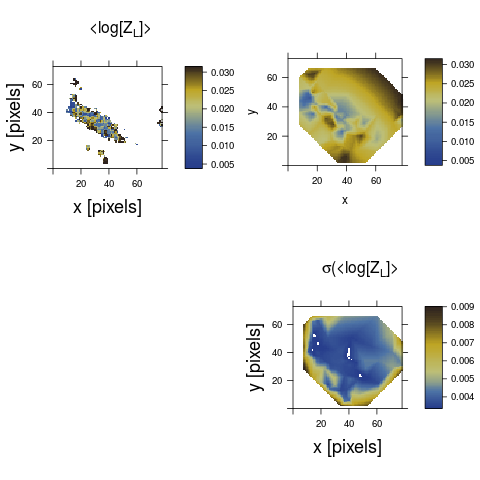 <log[Z_L]>
y [pixels]
60
40
20
20 40 60
x [pixels]
0.030
0.025
0.020
0.015
0.010
0.005
y
60
40
20
20 40 60
x
0.030
0.025
0.020
0.015
0.010
0.005
σ(<log[Z_L]>
y [pixels]
60
40
20
20 40 60
x [pixels]
0.009
0.008
0.007
0.006
0.005
0.004